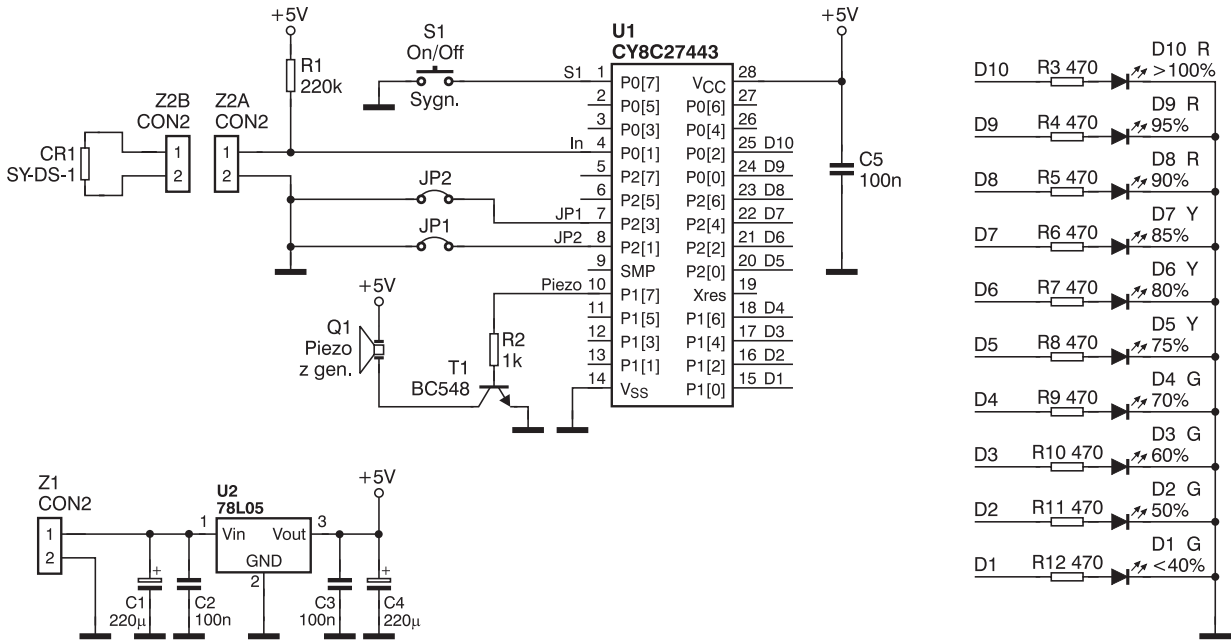 +5V
R1
220k
S1
On/Off
Sygn.
Z2B
CON2
Z2A
CON2
1
2
1
2
CR1
SY-DS-1
JP2
JP1
+5V
Q1
Piezo
z gen.
T1
BC548
R2
1k
U1
CY8C27443
S1 1 P0[7]
2 P0[5]
3 P0[3]
In 4 P0[1]
5 P2[7]
6 P2[5]
JP1 7 P2[3]
JP2 8 P2[1]
9 SMP
Piezo 10 P1[7]
11 P1[5]
12 P1[3]
13 P1[1]
14 VSS
VCC 28
P0[6] 27
P0[4] 26
P0[2] 25 D10
P0[0] 24 D9
P2[6] 23 D8
P2[4] 22 D7
P2[2] 21 D6
P2[0] 20 D5
Xres 19
P1[6] 18 D4
P1[4] 17 D3
P1[2] 16 D2
P1[0] 15 D1
+5V
C5
100n
D10 R3 470 D10 R
>100%
D9 R4 470 D9 R
95%
D8 R5 470 D8 R
90%
D7 R6 470 D7 Y
85%
D6 R7 470 D6 Y
80%
D5 R8 470 D5 Y
75%
D4 R9 470 D4 G
70%
D3 R10 470 D3 G
60%
D2 R11 470 D2 G
50%
D1 R12 470 D1 G
<40%
Z1
CON2
1
2
U2
78L05
1 Vin Vout 3
GND
2
+5V
+
C1
220µ
C2
100n
C3
100n
+
C4
220µ